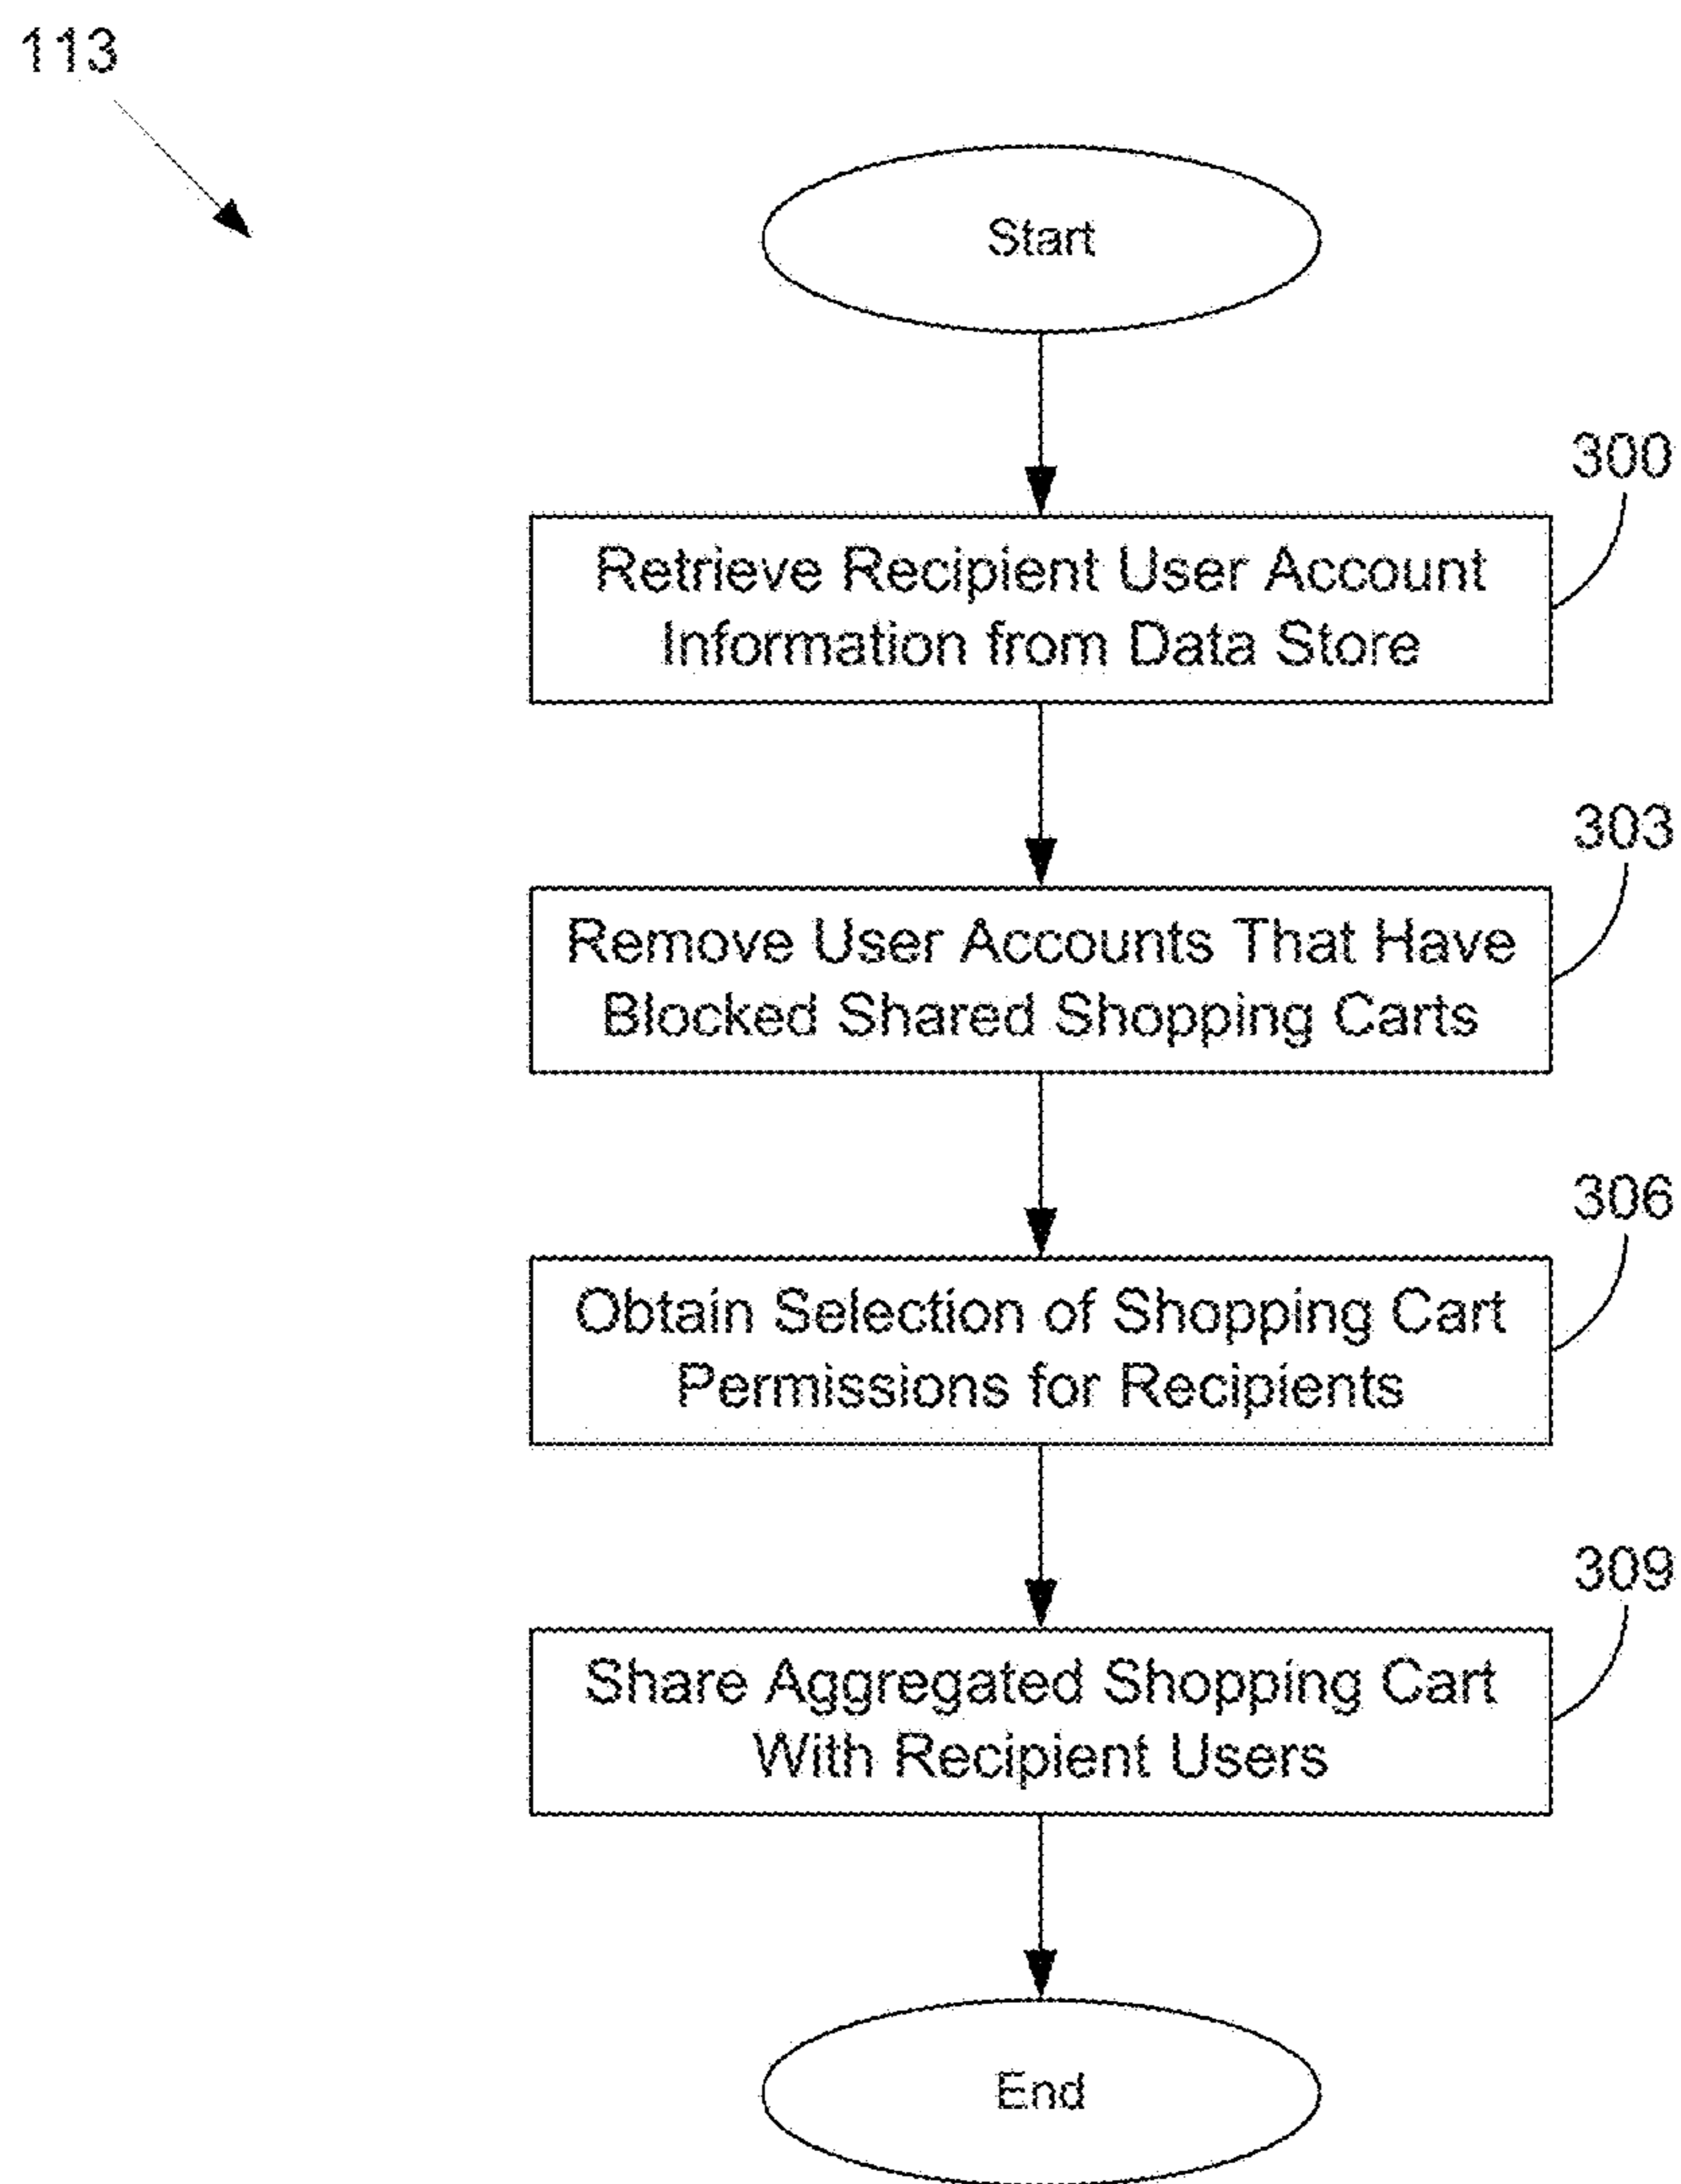 113
Start
300
Retrieve Recipient User Account
Information from Data Store
303
Remove User Accounts That Have
Blocked Shared Shopping Carts
306
Obtain Selection of Shopping Cart
Permissions for Recipients
309
Share Aggregated Shopping Cart
With Recipient Users
End